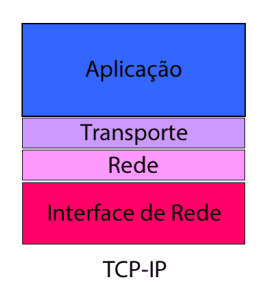 Aplicação
Transporte
Rede
Interface de Rede
TCP-IP